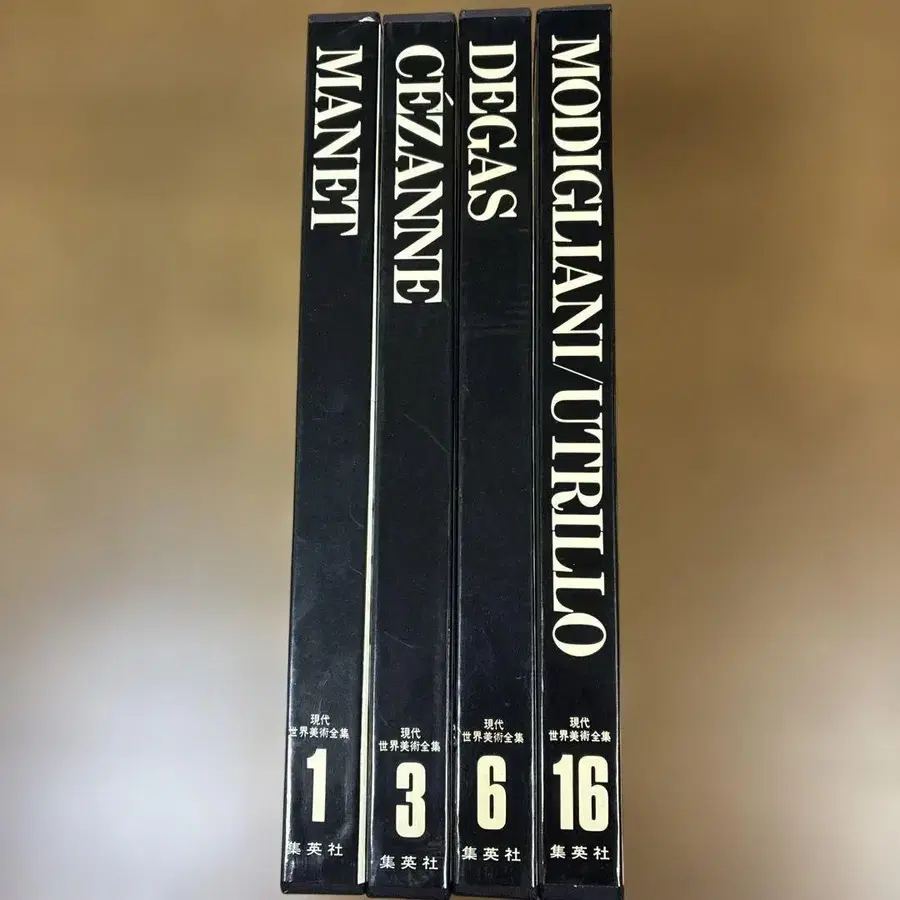 MANET
現代
世界美術全集
1
集英社
CÉZANNE
現代
世界美術全集
3
集英社
DEGAS
現代
世界美術全集
6
集英社
MODIGLIANI/UTRILLO
現代
世界美術全集
16
集英社